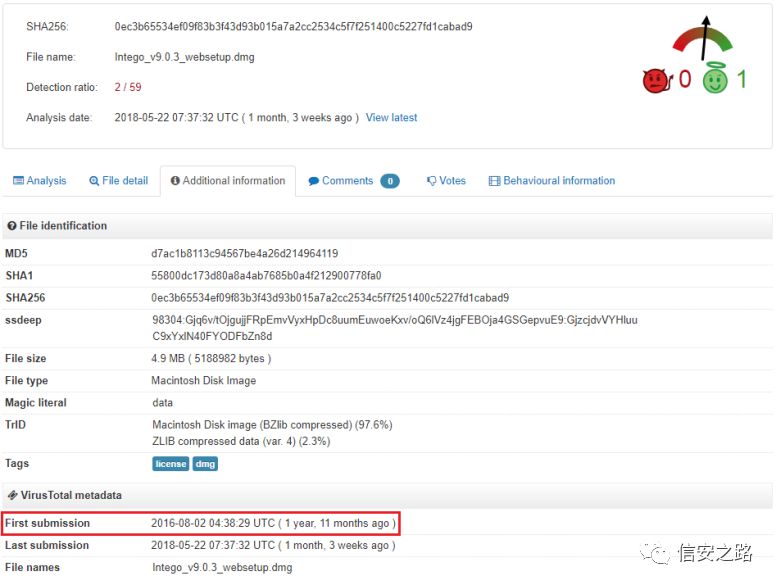 SHA256: 0ec3b65534ef09f83b3f43d93b015a7a2cc2534c5f7f251400c5227fd1cabad9
File name: Intego_v9.0.3_websetup.dmg
Detection ratio: 2 / 59
0 1
Analysis date: 2018-05-22 07:37:32 UTC ( 1 month, 3 weeks ago ) View latest
Analysis File detail Additional information Comments 0 Votes Behavioural information
File identification
MD5 d7ac1b8113c94567be4a26d214964119
SHA1 55800dc173d80a8a4ab7685b0a4f212900778fa0
SHA256 0ec3b65534ef09f83b3f43d93b015a7a2cc2534c5f7f251400c5227fd1cabad9
ssdeep 98304:Gjq6v/tOjgujjFRpEmvVyxHpDc8uumEuwoeKxv/oQ6lVz4jgFEBOja4GSGepvuE9:GjzcjdvVYHluu
C9xYxlN40FYODFbZn8d
File size 4.9 MB ( 5188982 bytes )
File type Macintosh Disk Image
Magic literal data
TrID Macintosh Disk image (BZlib compressed) (97.6%)
ZLIB compressed data (var. 4) (2.3%)
Tags license dmg
VirusTotal metadata
First submission 2016-08-02 04:38:29 UTC ( 1 year, 11 months ago )
Last submission 2018-05-22 07:37:32 UTC ( 1 month, 3 weeks ago )
File names Intego_v9.0.3_websetup.dmg
信安之路